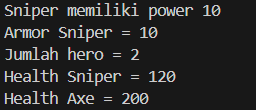 Sniper memiliki power 10
Armor Sniper = 10
Jumlah hero = 2
Health Sniper = 120
Health Axe = 200